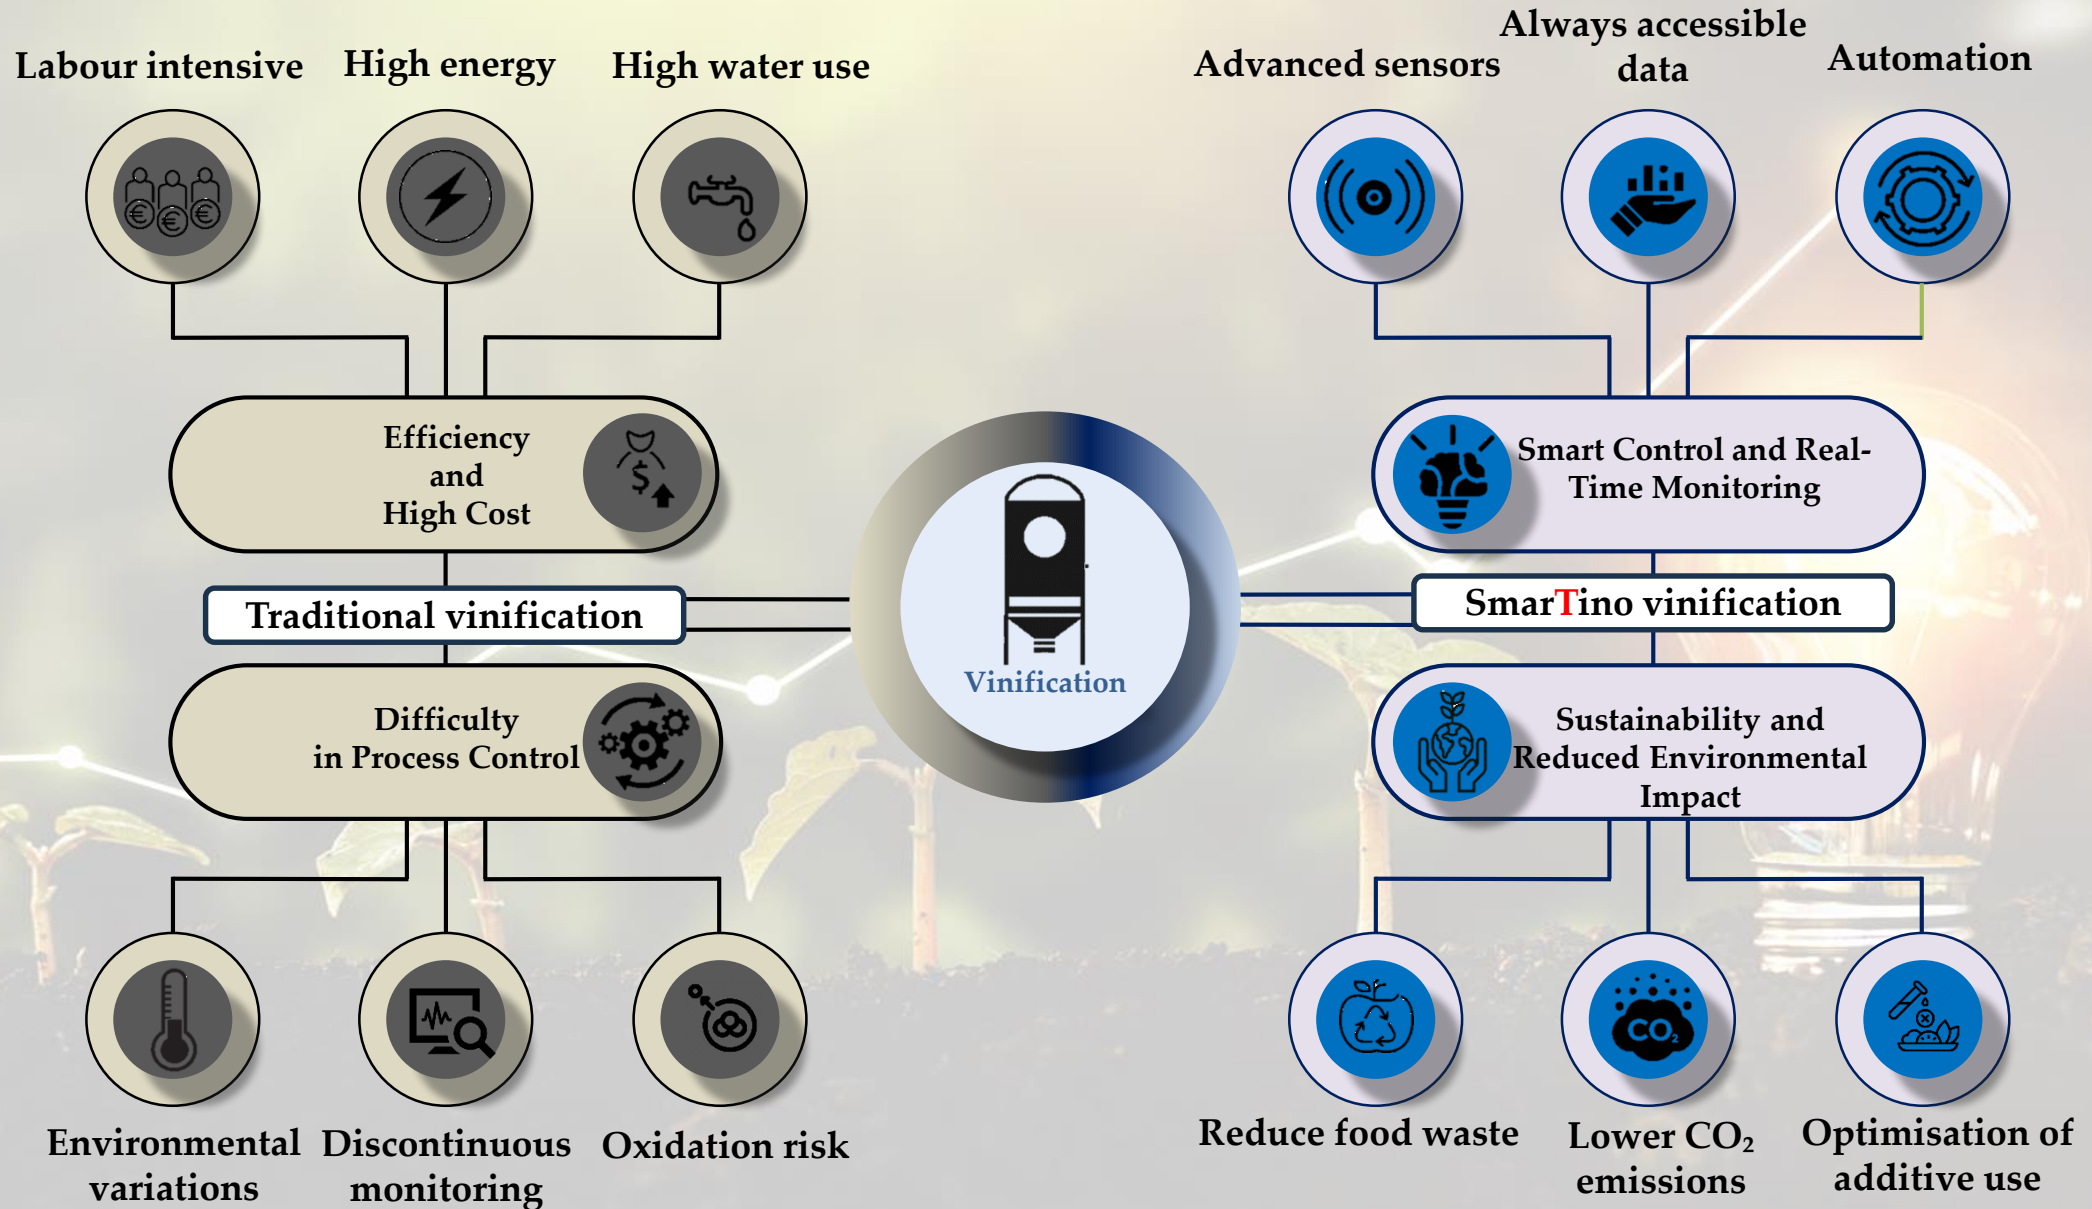 Labour intensive
High energy
High water use
Efficiency
and
High Cost
$
€ € €
Traditional vinification
Difficulty
in Process Control
Environmental
variations
Discontinuous
monitoring
Oxidation risk
Vinification
Advanced sensors
Always accessible
data
Automation
Smart Control and Real-
Time Monitoring
SmarTino vinification
Sustainability and
Reduced Environmental
Impact
CO2
Reduce food waste
Lower CO₂
emissions
Optimisation of
additive use